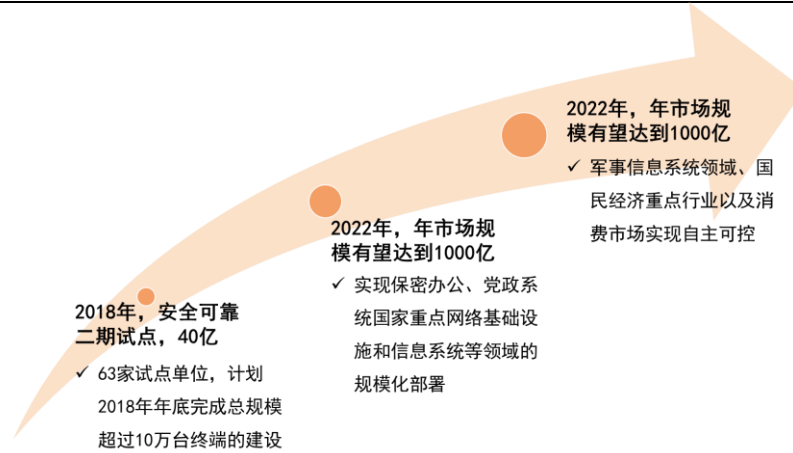 2018年，安全可靠
二期试点，40亿
✓ 63家试点单位，计划
2018年年底完成总规模
超过10万台终端的建设
2022年，年市场规
模有望达到1000亿
✓ 实现保密办公、党政系
统国家重点网络基础设
施和信息系统等领域的
规模化部署
2022年，年市场规
模有望达到1000亿
✓ 军事信息系统领域、国
民经济重点行业以及消
费市场实现自主可控